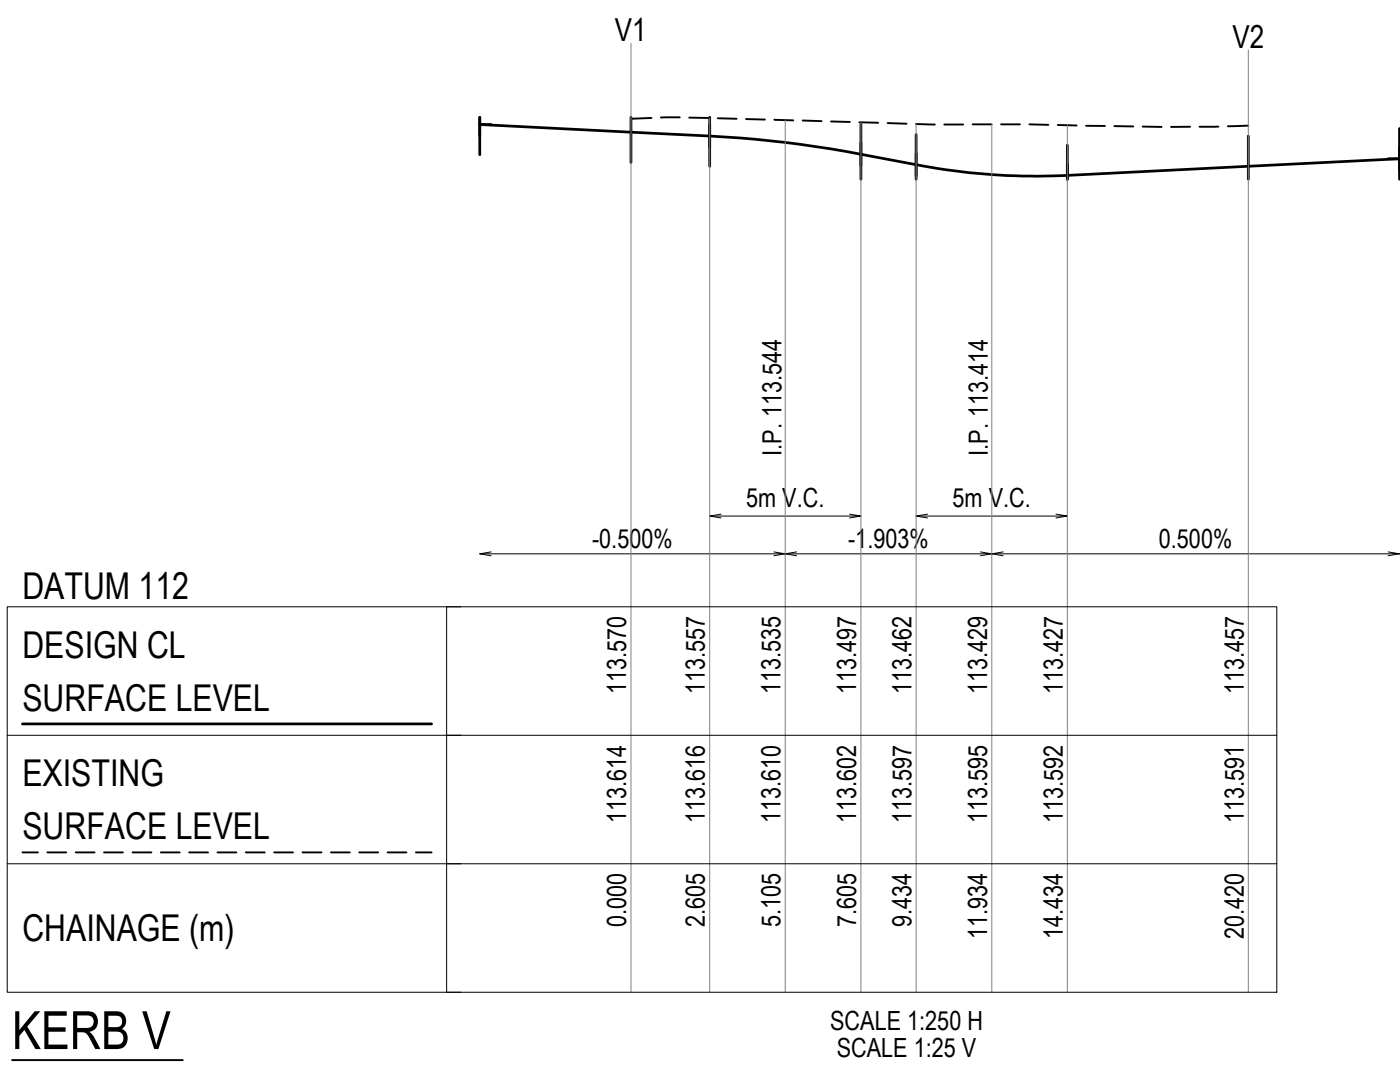 V1
V2
I.P. 113.544
I.P. 113.414
5m V.C.
5m V.C.
-0.500%
-1.903%
0.500%
DATUM 112
DESIGN CL
SURFACE LEVEL
113.570
113.557
113.535
113.497
113.462
113.429
113.427
113.457
EXISTING
SURFACE LEVEL
113.614
113.616
113.610
113.602
113.597
113.595
113.592
113.591
CHAINAGE (m)
0.000
2.605
5.105
7.605
9.434
11.934
14.434
20.420
KERB V
SCALE 1:250 H
SCALE 1:25 V